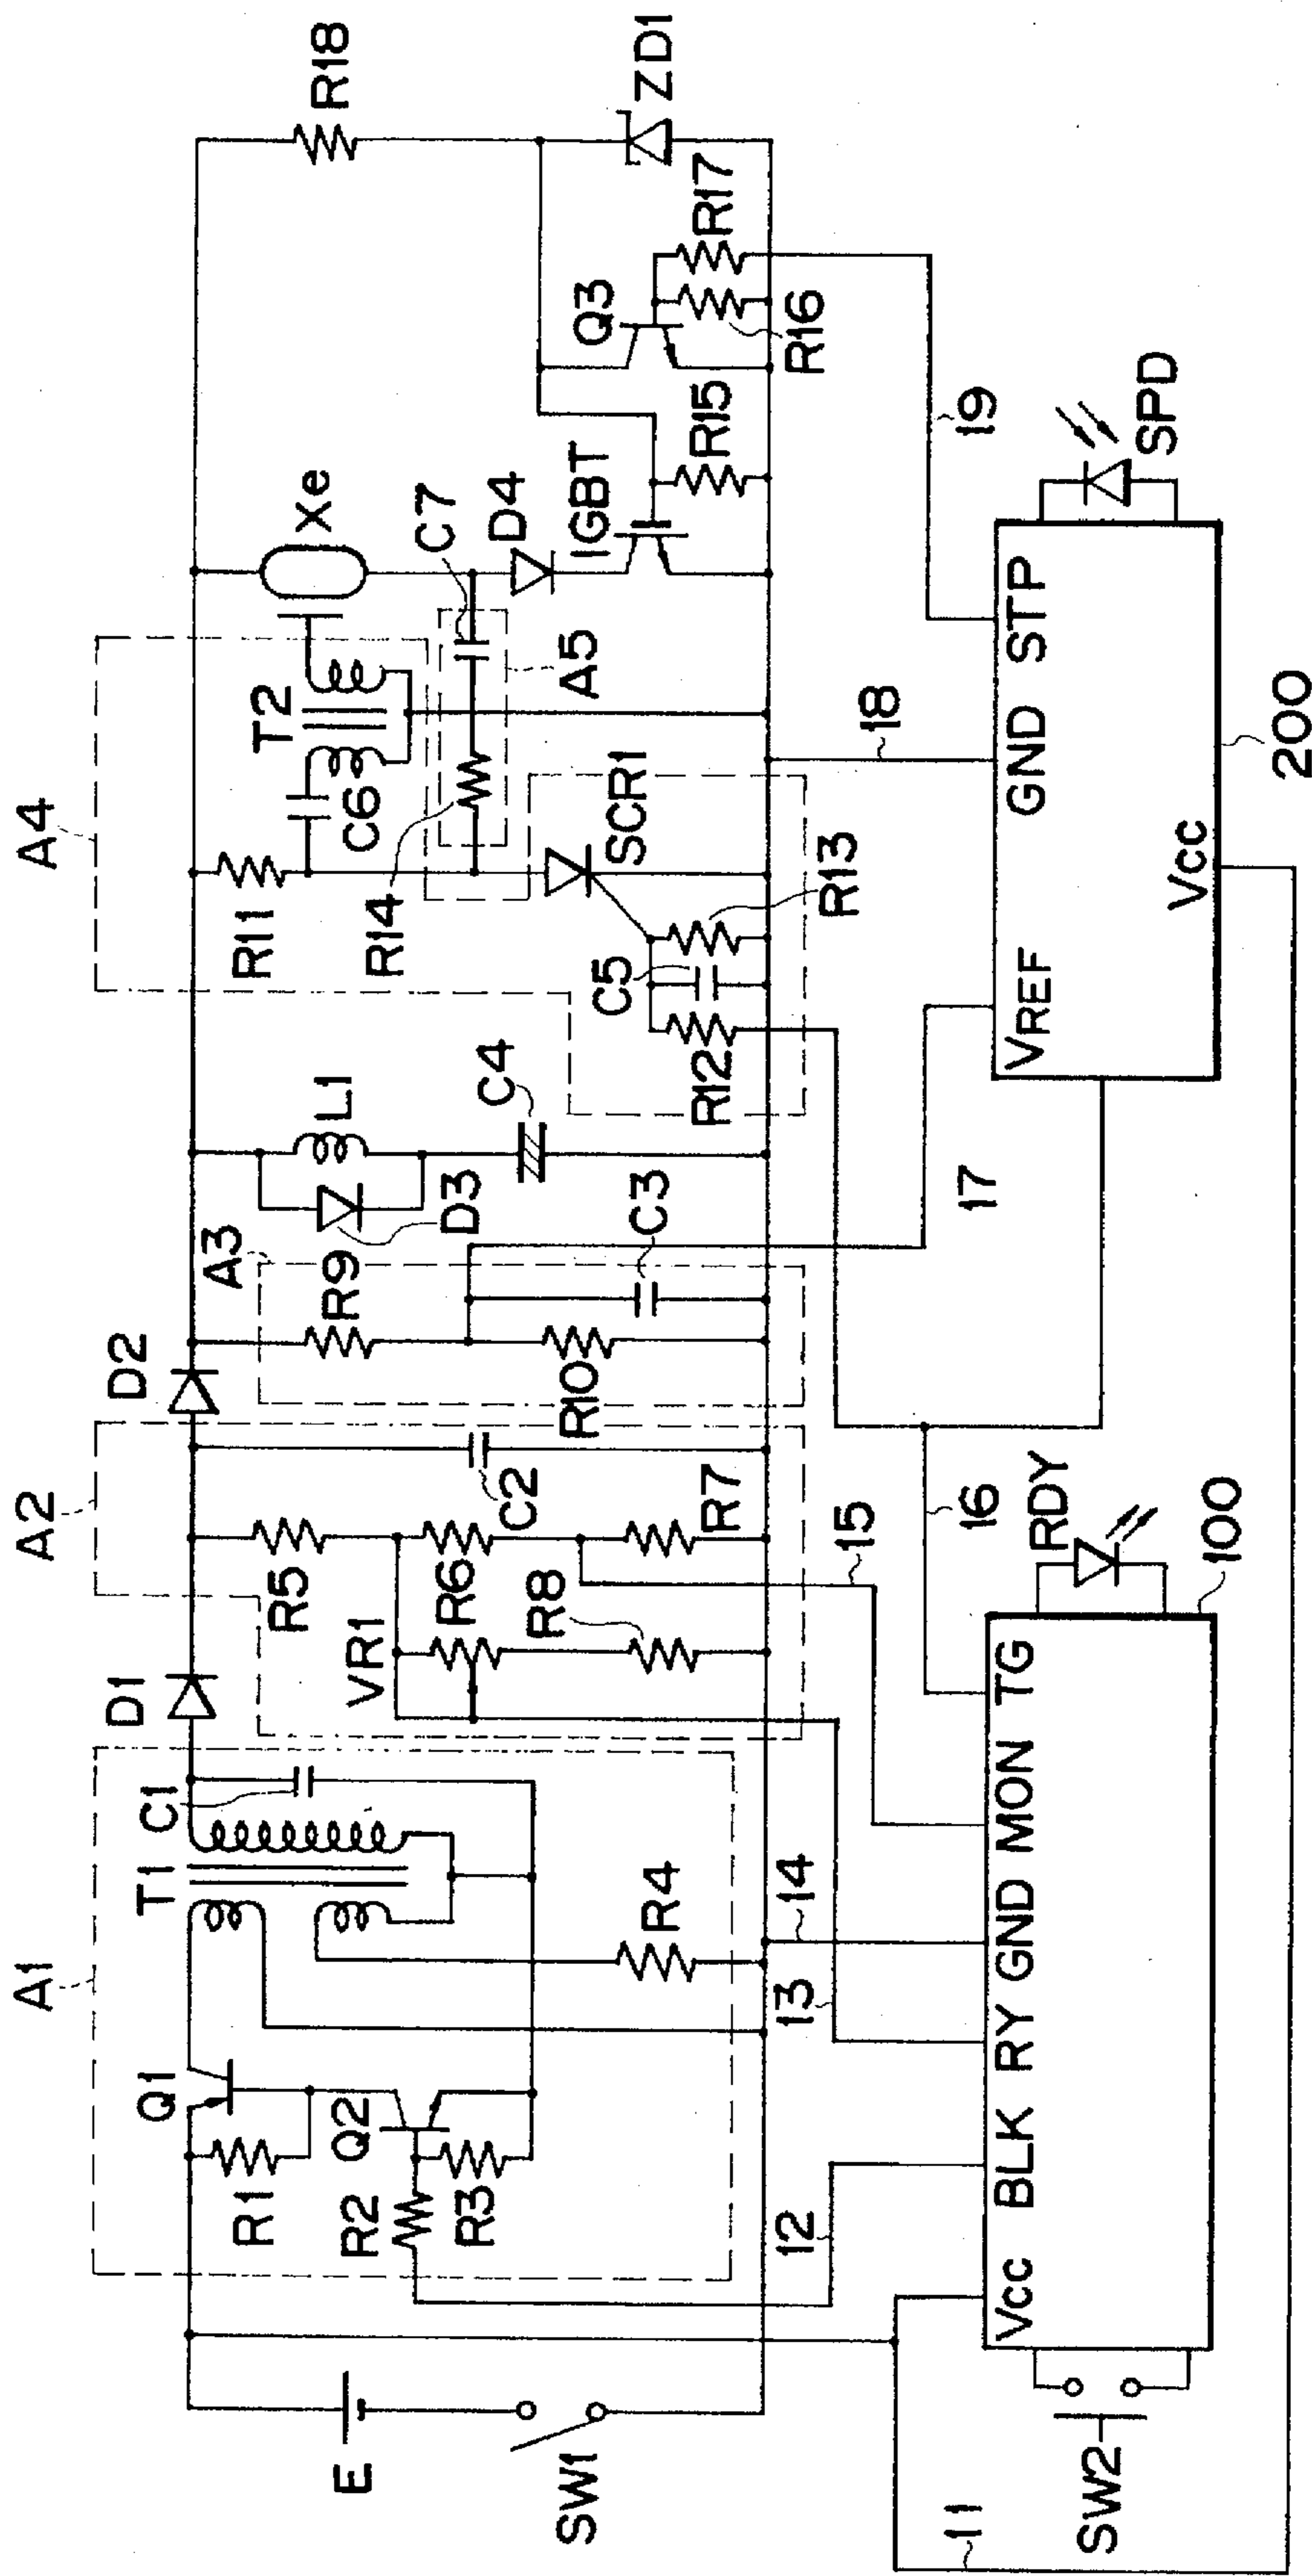 A1
A2
A4
Q1
T1
C1
D1
D2
A3
R1
R5
R9
L1
R11
T2
Xe
R18
E
Q2
R2
R3
R4
VR1
R6
R8
C2
R7
R10
D3
C3
C4
C6
R14
C7
A5
D4
IGBT
Q3
SCR1
R12
C5
R13
R15
R16
R17
ZD1
SW1
12
13
14
15
16
17
18
19
Vcc BLK RY GND MON TG
RDY
100
VREF GND STP
Vcc
SPD
200
SW2
11